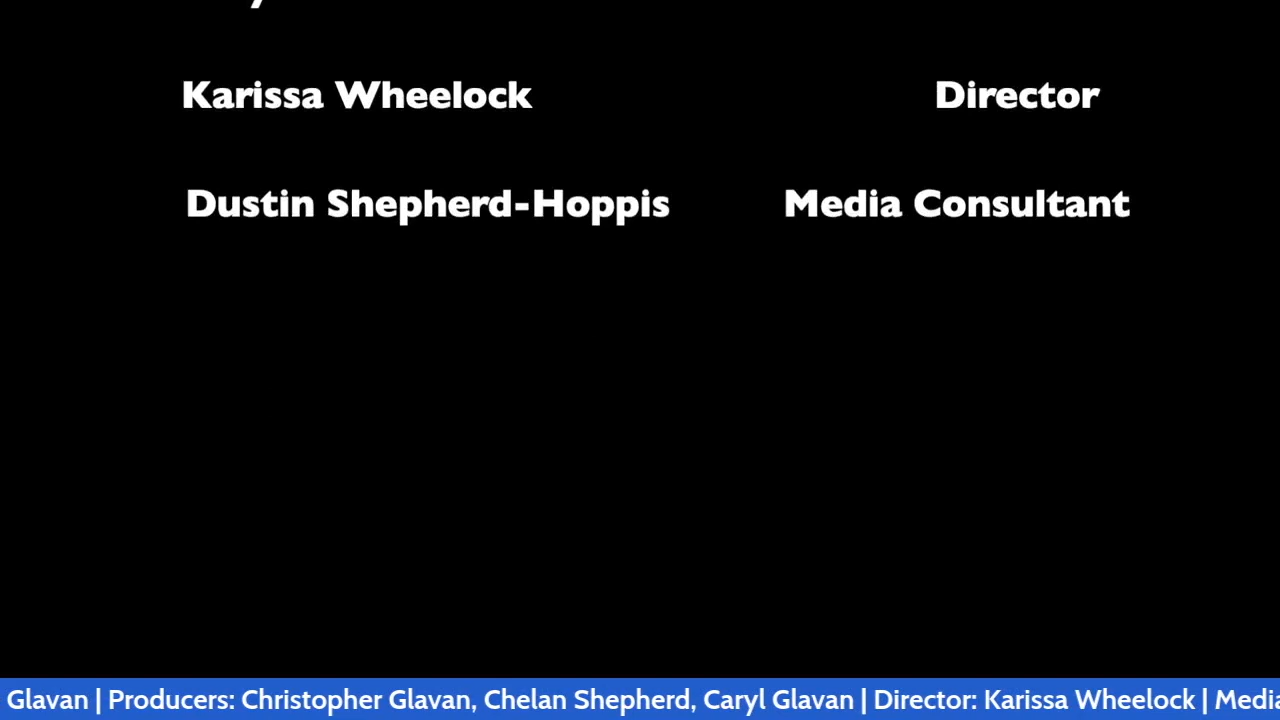 Karissa Wheelock Director
Dustin Shepherd-Hoppis Media Consultant
Glavan | Producers: Christopher Glavan, Chelan Shepherd, Caryl Glavan | Director: Karissa Wheelock | Media